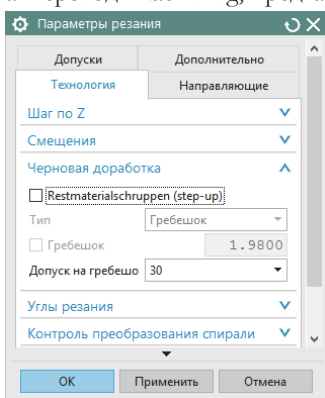 Параметры резания
Допуски Дополнительно
Технология Направляющие
Шаг по Z
Смещения
Черновая доработка
Restmaterialschruppen (step-up)
Тип Гребешок
Гребешок 1.9800
Допуск на гребешо 30
Углы резания
Контроль преобразования спирали
ОК Применить Отмена